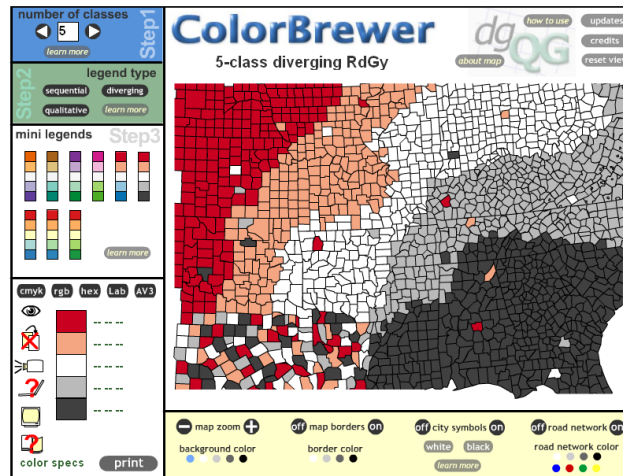 number of classes
5
learn more
Step1
Step2
legend type
sequential
diverging
qualitative
learn more
mini legends
Step3
learn more
cmyk
rgb
hex
Lab
AV3
color specs
print
ColorBrewer
5-class diverging RdGy
dg
QG
how to use
about map
updates
credits
reset view
map zoom
off map borders on
off city symbols on
off road network on
background color
border color
white
black
learn more
road network color